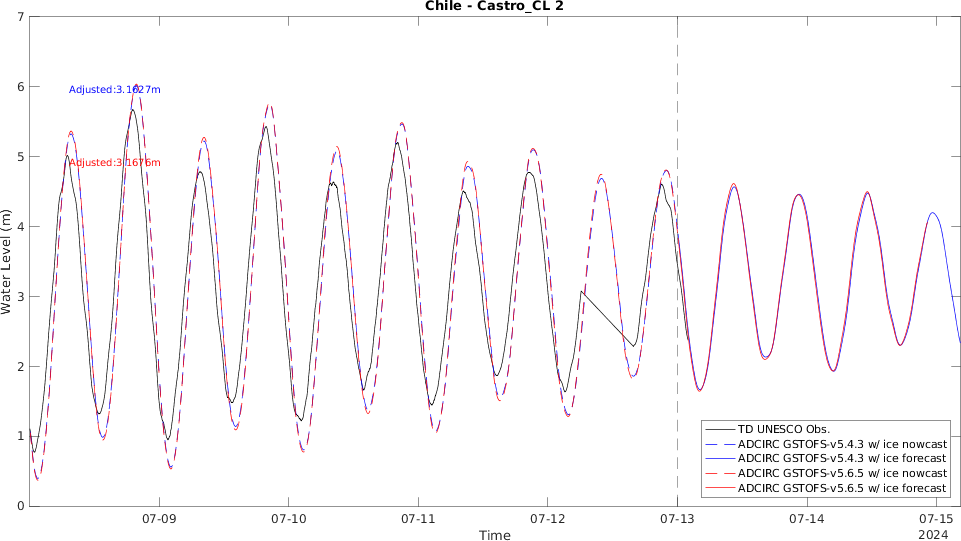 Chile - Castro_CL 2
7
6
5
4
3
2
1
0
Water Level (m)
Adjusted:3.1627m
Adjusted:3.1676m
TD UNESCO Obs.
ADCIRC GSTOFS-v5.4.3 w/ ice nowcast
ADCIRC GSTOFS-v5.4.3 w/ ice forecast
ADCIRC GSTOFS-v5.6.5 w/ ice nowcast
ADCIRC GSTOFS-v5.6.5 w/ ice forecast
07-09 07-10 07-11 07-12 07-13 07-14 07-15
Time 2024